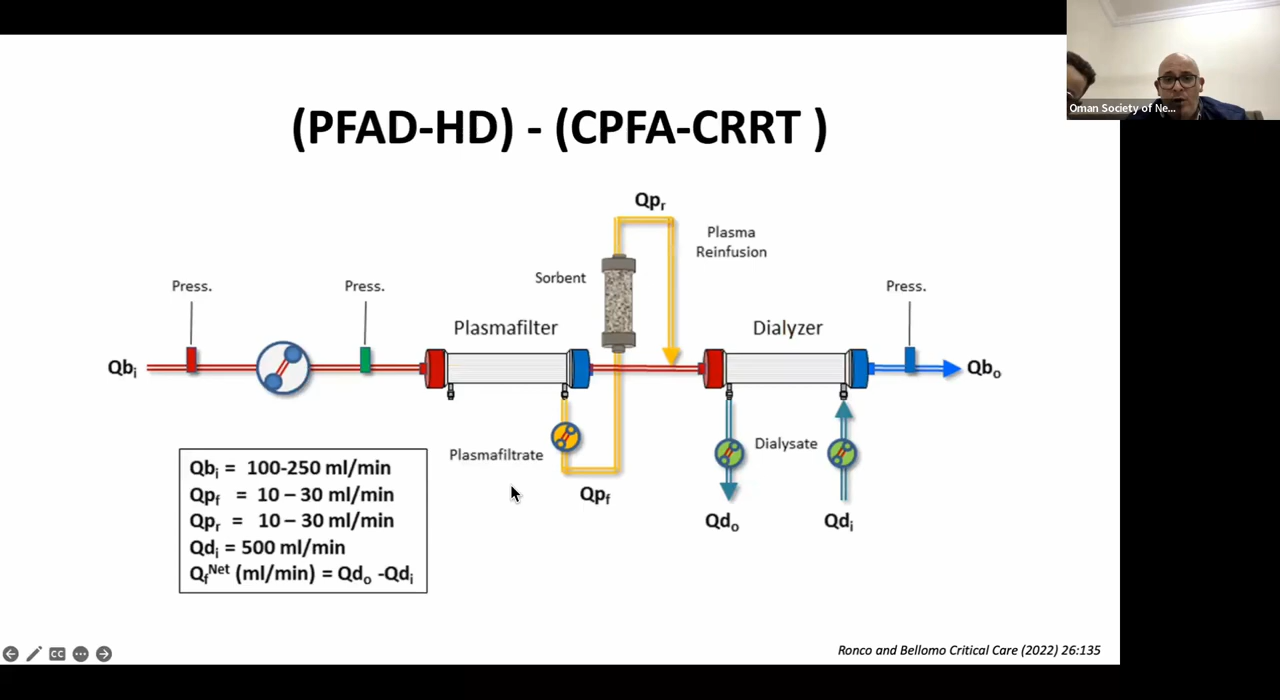 Oman Society of Ne...
(PFAD-HD) - (CPFA-CRRT )
Qpr
Plasma
Reinfusion
Sorbent
Press.
Press.
Press.
Plasmafilter
Dialyzer
Qbi
Qbo
Plasmafiltrate
Dialysate
Qpf
Qdo
Qdi
Qbi = 100-250 ml/min
Qpf = 10 – 30 ml/min
Qpr = 10 – 30 ml/min
Qdi = 500 ml/min
QfNet (ml/min) = Qdo -Qdi
CC
Ronco and Bellomo Critical Care (2022) 26:135